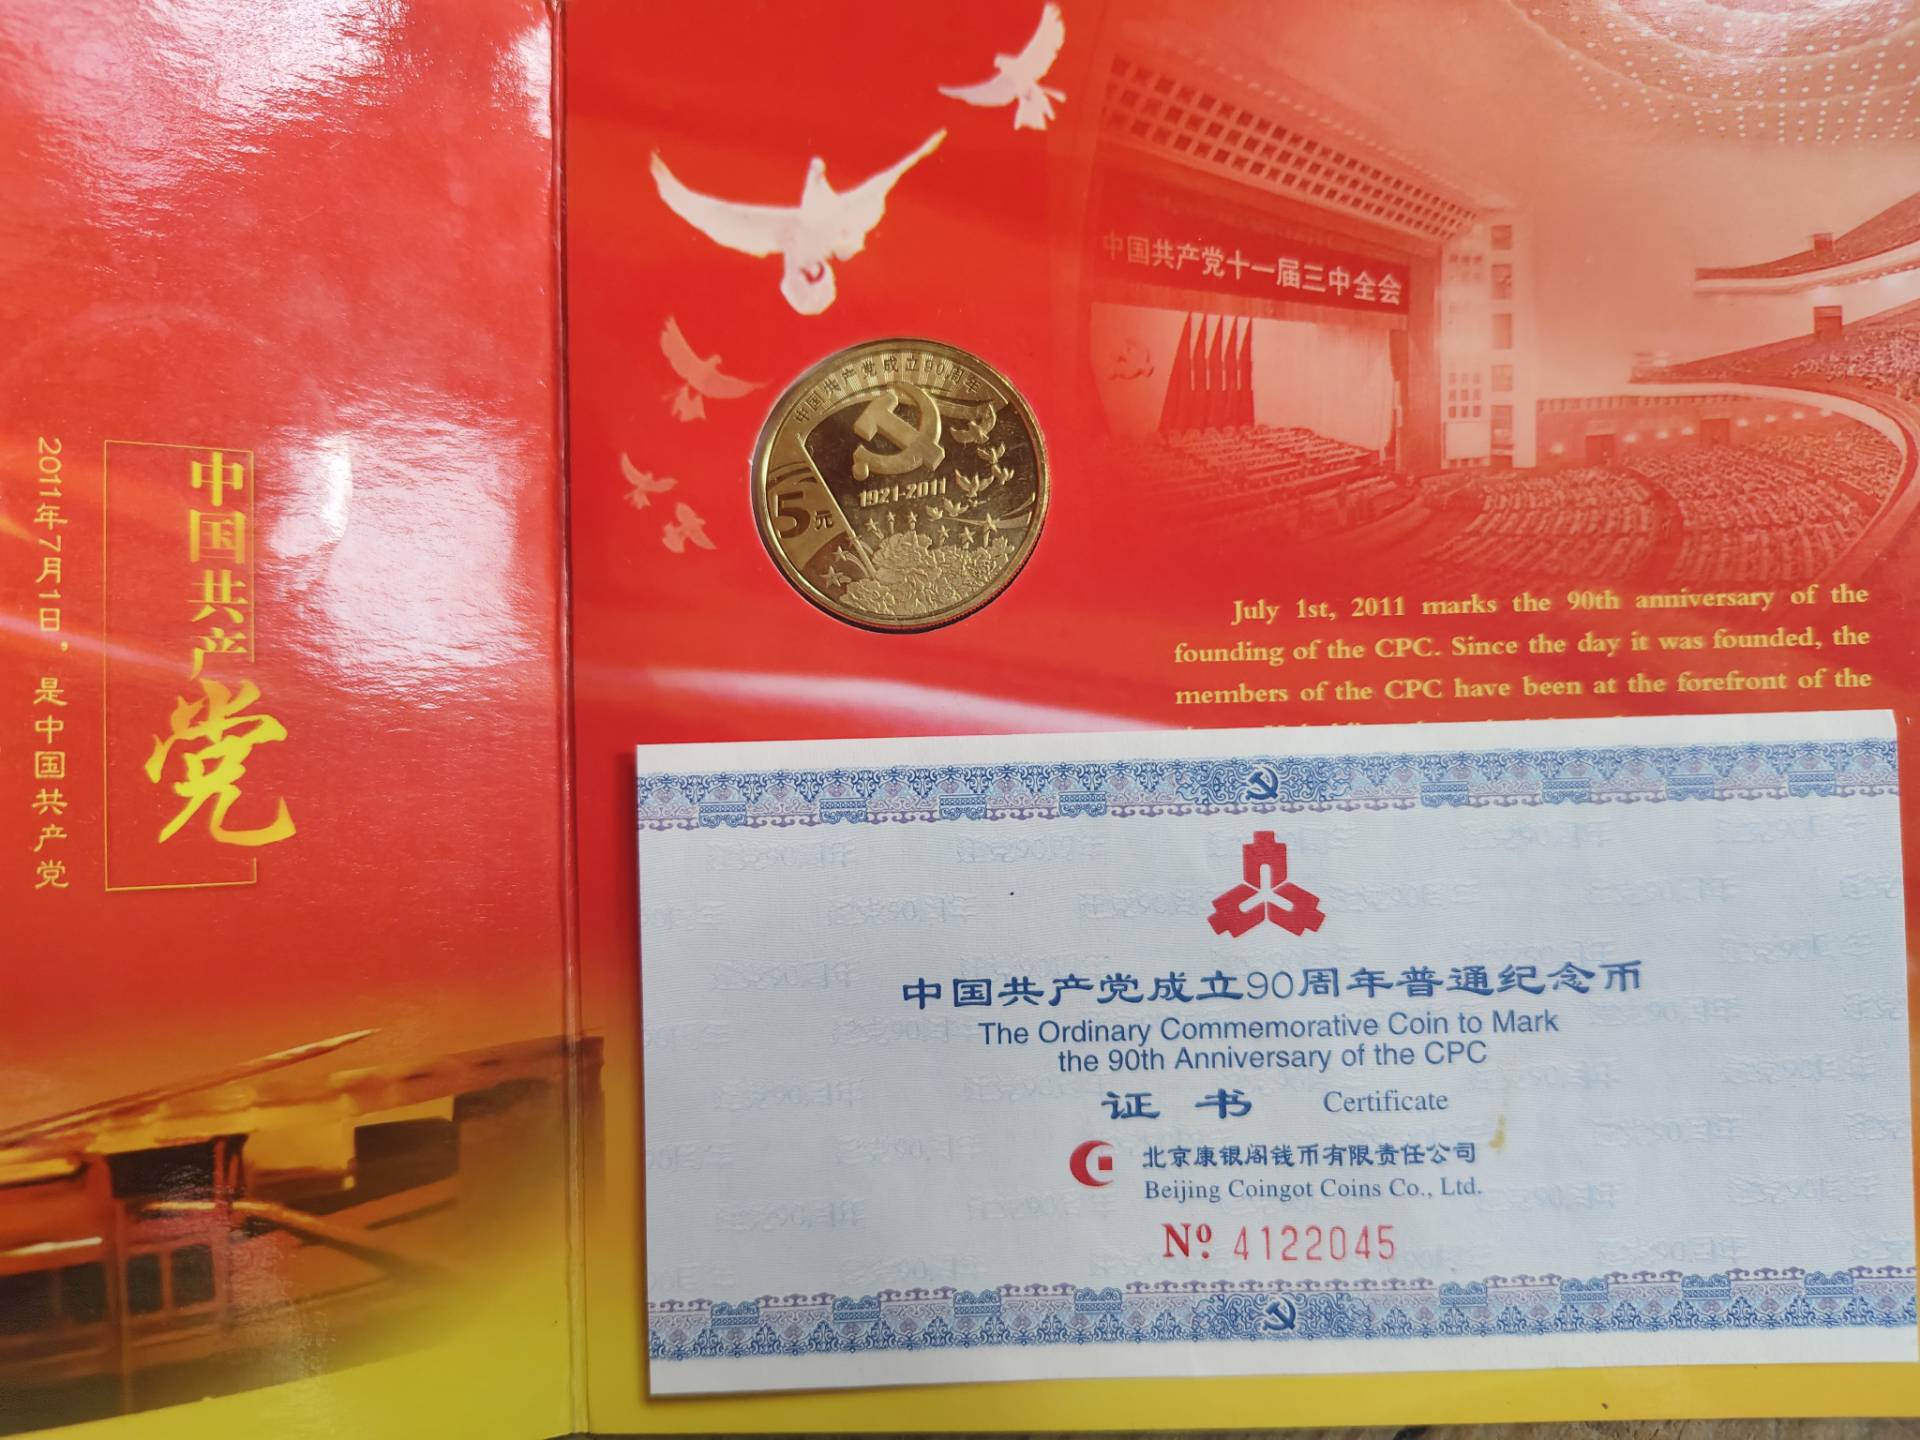 2011年7月1日，是中国共产党
中国共产党
中国共产党十一届三中全会
中国共产党成立90周年
1921-2011
5元
July 1st, 2011 marks the 90th anniversary of the
founding of the CPC. Since the day it was founded, the
members of the CPC have been at the forefront of the
中国共产党成立90周年普通纪念币
The Ordinary Commemorative Coin to Mark
the 90th Anniversary of the CPC
证书 Certificate
北京康银阁钱币有限责任公司
Beijing Coingot Coins Co., Ltd.
Nº 4122045